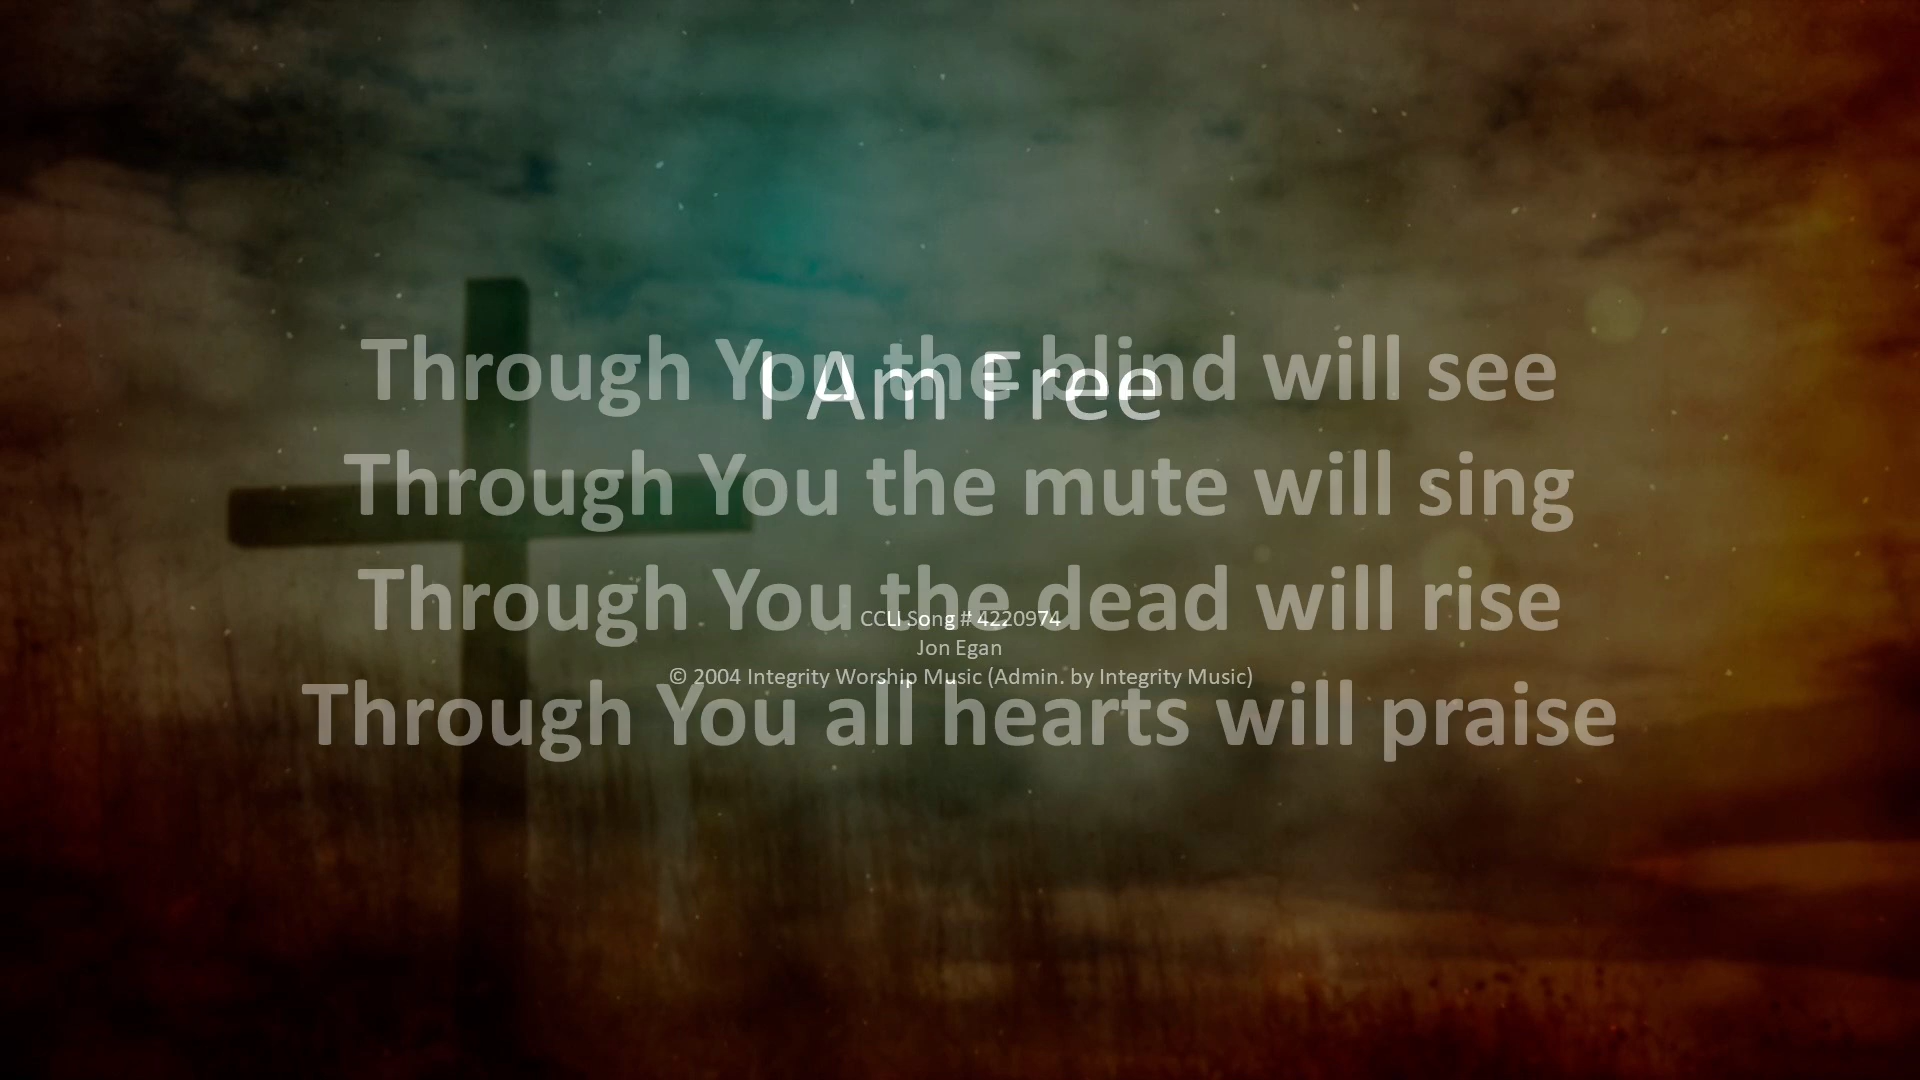 I Am Free
Through You the blind will see
Through You the mute will sing
Through You the dead will rise
Through You all hearts will praise
CCLI Song # 4220974
Jon Egan
© 2004 Integrity Worship Music (Admin. by Integrity Music)